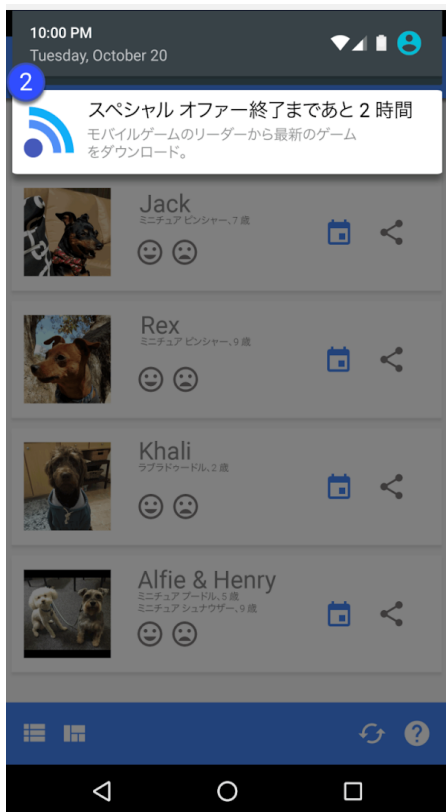 10:00 PM
Tuesday, October 20
2
スペシャル オファー終了まであと 2 時間
モバイルゲームのリーダーから最新のゲーム
をダウンロード。
Jack
ミニチュア ピンシャー、7 歳
Rex
ミニチュア ピンシャー、9 歳
Khali
ラブラドゥードル、2 歳
Alfie & Henry
ミニチュア プードル、5 歳
ミニチュア シュナウザー、9 歳